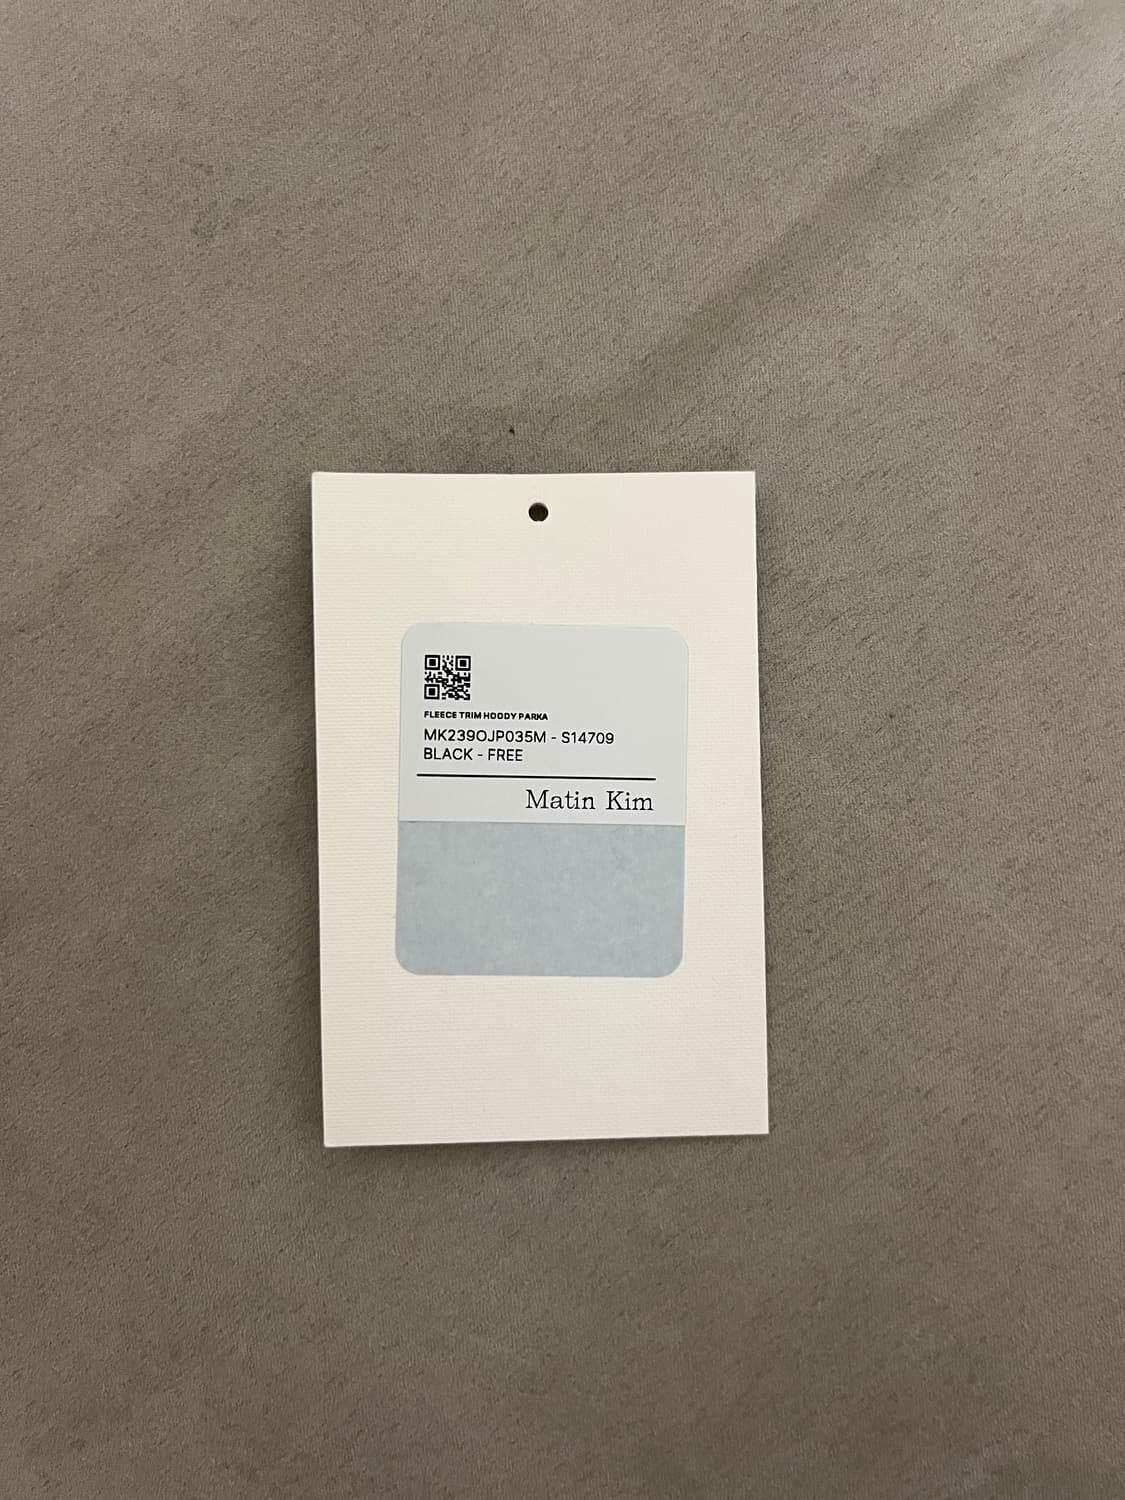 FLEECE TRIM HOODY PARKA
MK239OJP035M - S14709
BLACK - FREE
Matin Kim